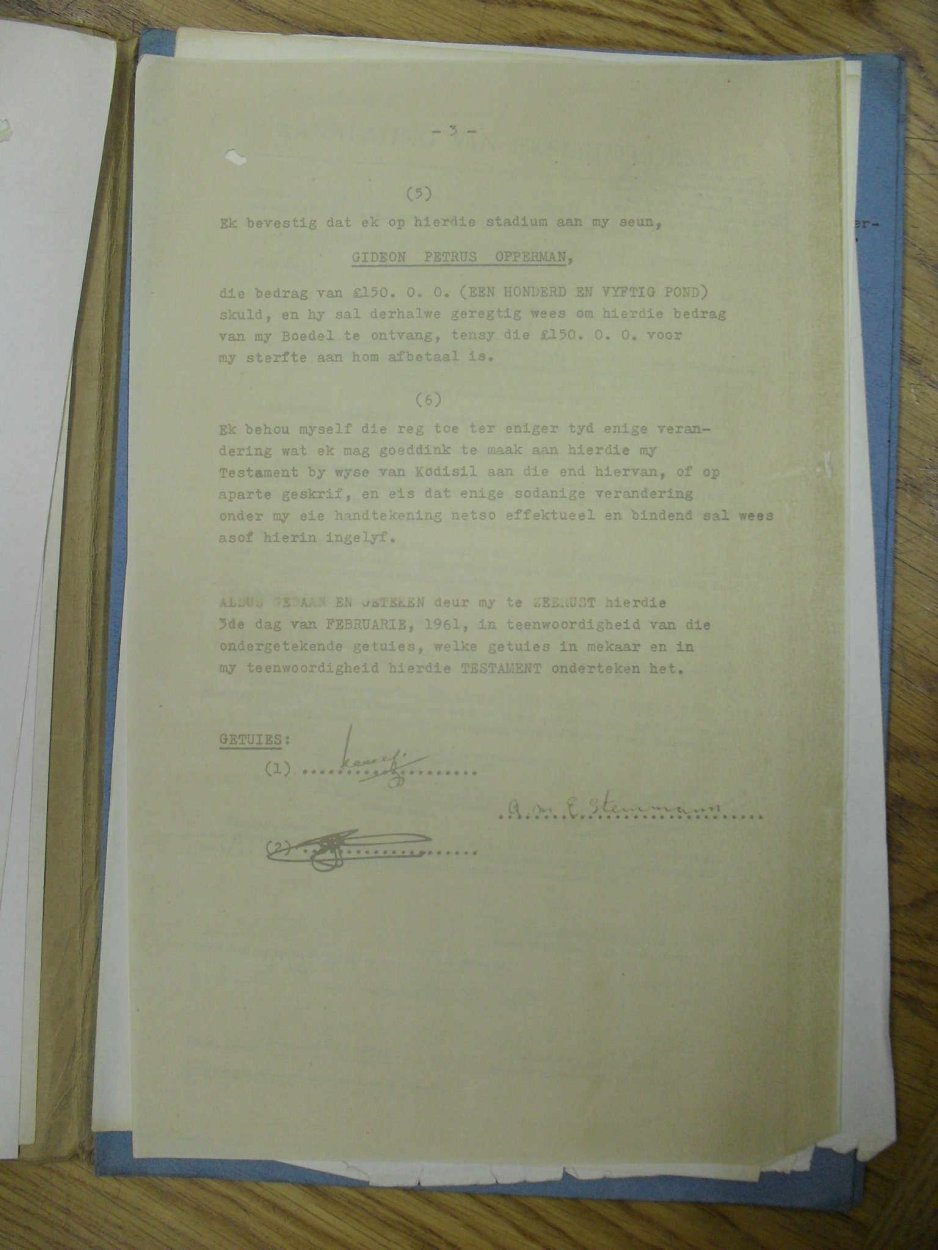 - 3 -
(5)
Ek bevestig dat ek op hierdie stadium aan my seun,
GIDEON PETRUS OPPERMAN,
die bedrag van £150. 0. 0. (EEN HONDERD EN VYFTIG POND)
skuld, en hy sal derhalwe geregtig wees om hierdie bedrag
van my Boedel te ontvang, tensy die £150. 0. 0. voor
my sterfte aan hom afbetaal is.
(6)
Ek behou myself die reg toe ter eniger tyd enige veran-
dering wat ek mag goeddink te maak aan hierdie my
Testament by wyse van Kodisil aan die end hiervan, of op
aparte geskrif, en eis dat enige sodanige verandering
onder my eie handtekening netso effektueel en bindend sal wees
asof hierin ingelyf.
ALDUS GEDAAN EN GETEKEN deur my te ZEERUST hierdie
3de dag van FEBRUARIE, 1961, in teenwoordigheid van die
ondergetekende getuies, welke getuies in mekaar en in
my teenwoordigheid hierdie TESTAMENT onderteken het.
GETUIES:
(1)
A. M. E Stemmann
(2)
er-